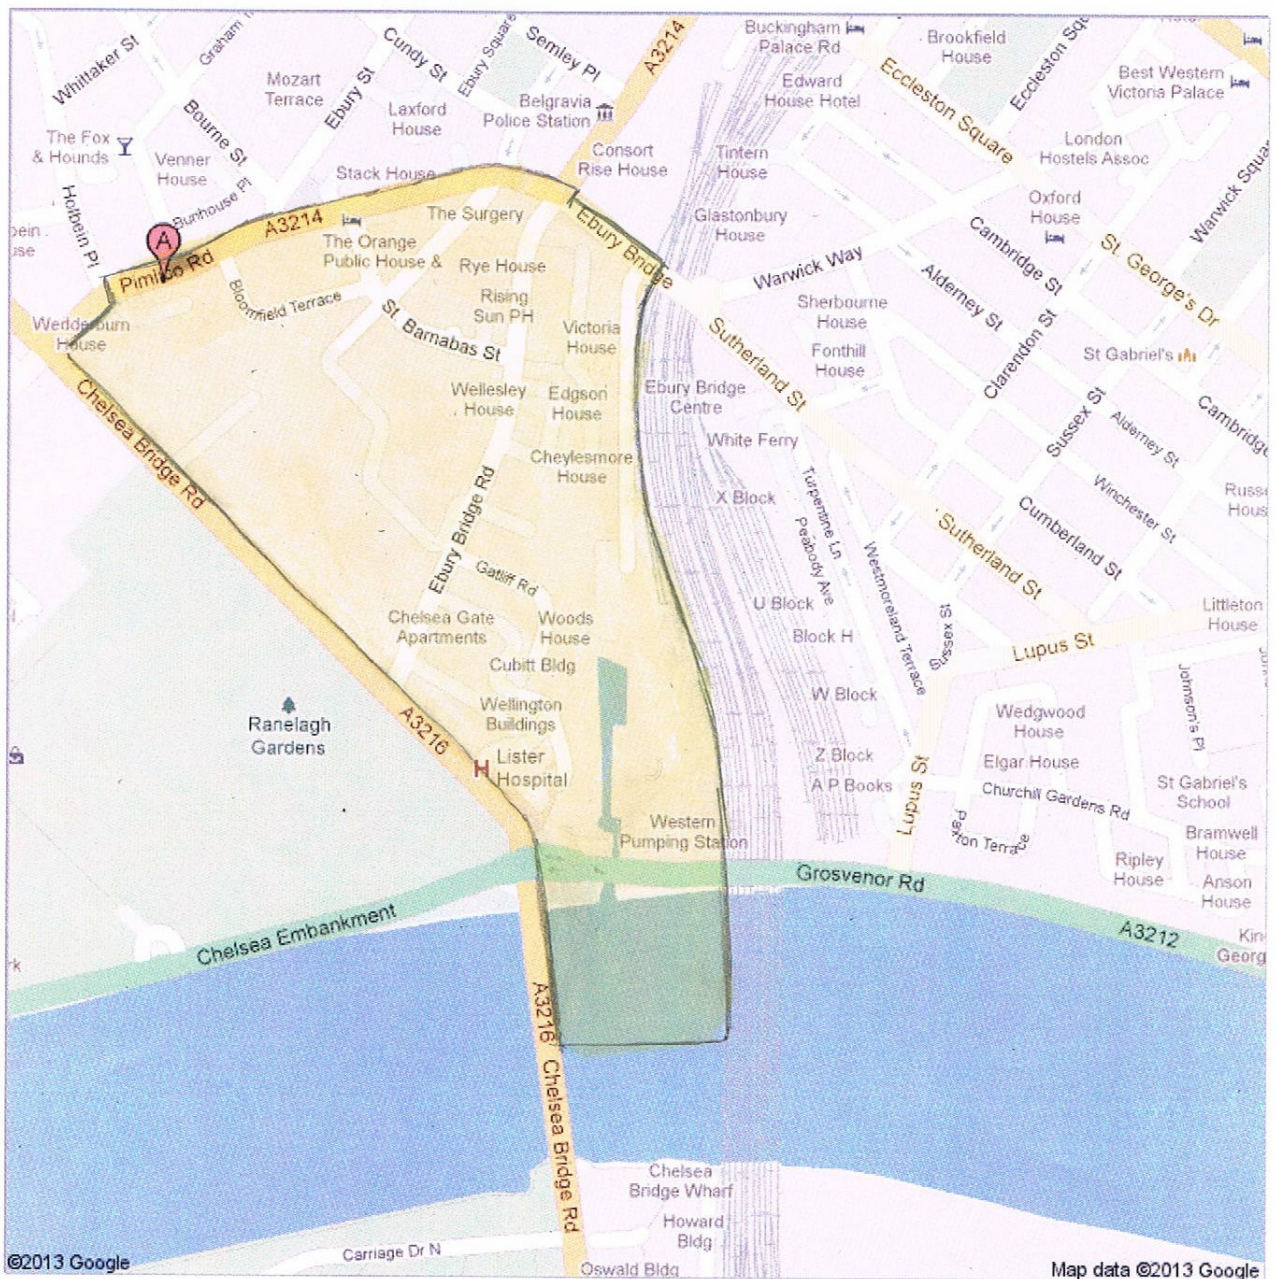 Whittaker St
Graham
Cundy St
Ebury Square
Semley Pl
A3214
Buckingham
Palace Rd
Brookfield
House
Eccleston Squ
Mozart
Terrace
Ebury St
Laxford
House
Belgravia
Police Station
Edward
House Hotel
Eccleston Square
Best Western
Victoria Palace
The Fox
& Hounds
Bourne St
Venner
House
Stack House
Consort
Rise House
Tintern
House
London
Hostels Assoc
Oxford
House
Warwick Squar
Holbein Pl
Bunhouse Pl
A3214
The Surgery
Ebury Bridge
Glastonbury
House
Cambridge St
St. George's Dr
bein
use
A
Pimlico Rd
The Orange
Public House &
Rye House
Warwick Way
Alderney St
Bloomfield Terrace
Rising
Sun PH
St. Barnabas St
Victoria
House
Sherbourne
House
Wedderburn
House
Sutherland St
Fonthill
House
Clarendon St
St Gabriel's
Chelsea Bridge Rd
Wellesley
House
Edgson
House
Ebury Bridge
Centre
White Ferry
Sussex St
Alderney St
Cambridge
Cheylesmore
House
X Block
Turpentine Ln
Peabody Ave
Winchester St
Russe
Hous
Ebury Bridge Rd
Sutherland St
Cumberland St
Gatliff Rd
Westmoreland Terrace
Chelsea Gate
Apartments
Woods
House
U Block
Block H
Sussex St
Littleton
House
Lupus St
Cubitt Bldg
W Block
Johnson's Pl
Ranelagh
Gardens
A3216
Wellington
Buildings
Wedgwood
House
H Lister
Hospital
Z Block
A P Books
Elgar House
Lupus St
Churchill Gardens Rd
St Gabriel's
School
Western
Pumping Station
Paxton Terrace
Bramwell
House
Ripley
House
Anson
House
Grosvenor Rd
Chelsea Embankment
A3212
Kin
Georg
rk
A3216
Chelsea Bridge Rd
Chelsea
Bridge Wharf
Howard
Bldg
Carriage Dr N
Oswald Bldg
©2013 Google
Map data ©2013 Google